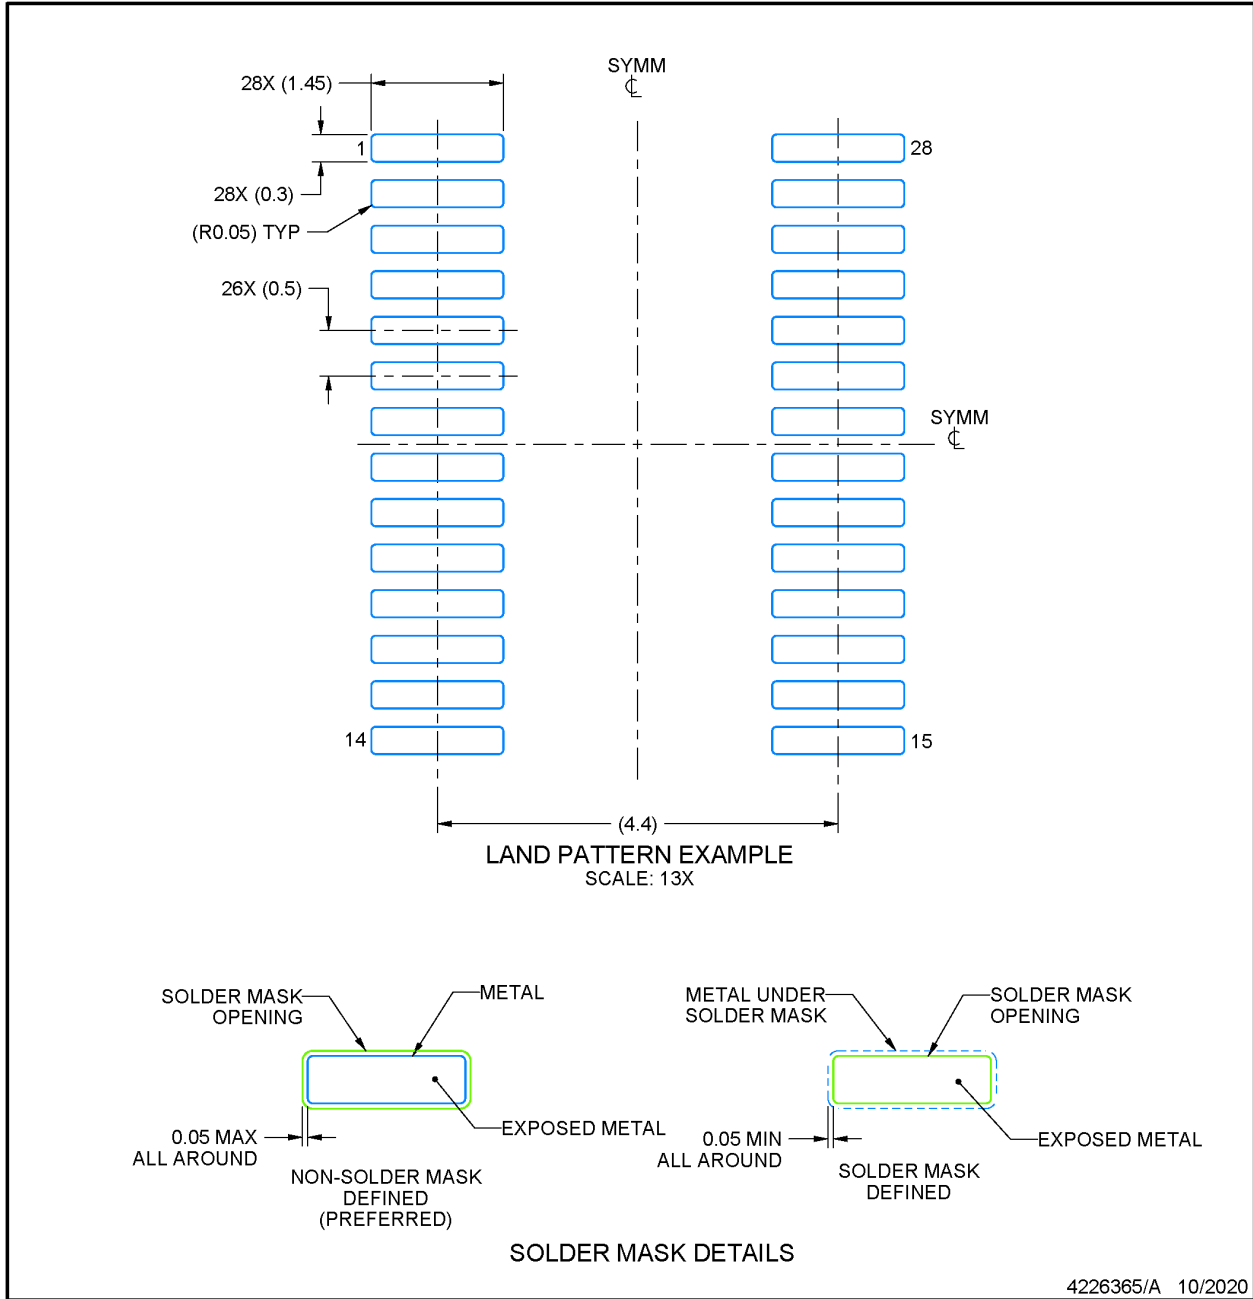 SYMM
℄
28X (1.45)
1
28
28X (0.3)
(R0.05) TYP
26X (0.5)
SYMM
℄
14
15
(4.4)
LAND PATTERN EXAMPLE
SCALE: 13X
SOLDER MASK
OPENING
METAL
METAL UNDER
SOLDER MASK
SOLDER MASK
OPENING
EXPOSED METAL
0.05 MAX
ALL AROUND
NON-SOLDER MASK
DEFINED
(PREFERRED)
EXPOSED METAL
0.05 MIN
ALL AROUND
SOLDER MASK
DEFINED
SOLDER MASK DETAILS
4226365/A 10/2020